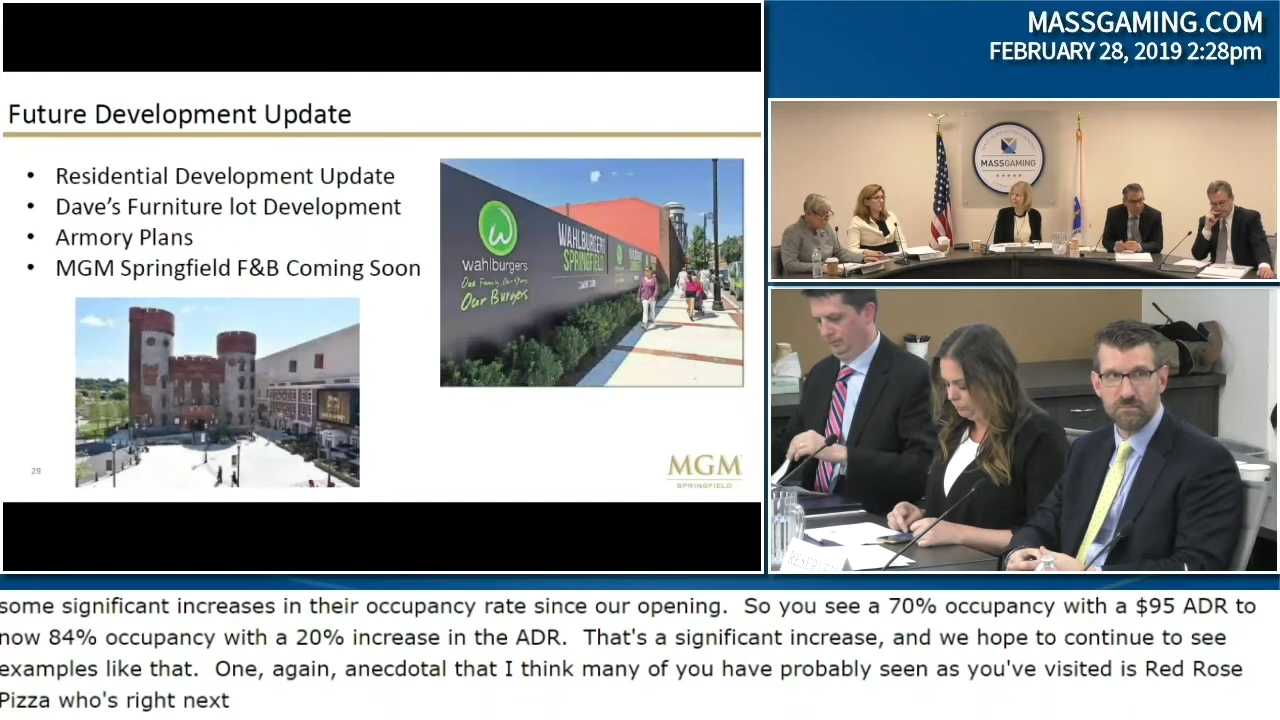 MASSGAMING.COM
FEBRUARY 28, 2019 2:28pm
Future Development Update
• Residential Development Update
• Dave's Furniture lot Development
• Armory Plans
• MGM Springfield F&B Coming Soon
wahlburgers
One Family, One Story,
Our Burgers
WAHLBURGERS
SPRINGFIELD
29
MGM
SPRINGFIELD
MASSGAMING
RESERVED
some significant increases in their occupancy rate since our opening.  So you see a 70% occupancy with a $95 ADR to
now 84% occupancy with a 20% increase in the ADR.  That's a significant increase, and we hope to continue to see
examples like that.  One, again, anecdotal that I think many of you have probably seen as you've visited is Red Rose
Pizza who's right next